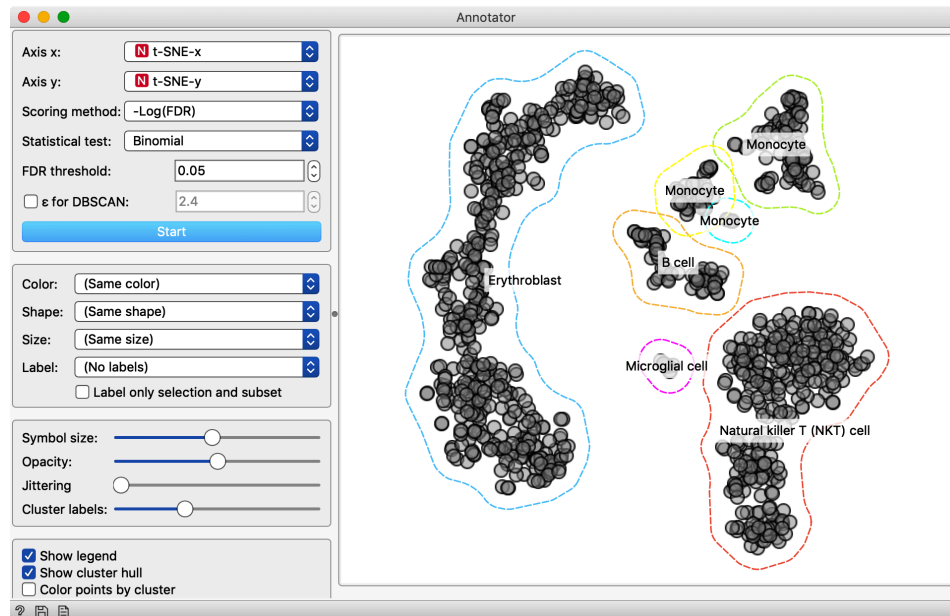 Annotator
Axis x:
N t-SNE-x
Axis y:
N t-SNE-y
Scoring method:
-Log(FDR)
Statistical test:
Binomial
FDR threshold:
0.05
ε for DBSCAN:
2.4
Start
Color:
(Same color)
Shape:
(Same shape)
Size:
(Same size)
Label:
(No labels)
Label only selection and subset
Symbol size:
Opacity:
Jittering
Cluster labels:
Show legend
Show cluster hull
Color points by cluster
?
Monocyte
Monocyte
Monocyte
B cell
Erythroblast
Microglial cell
Natural killer T (NKT) cell